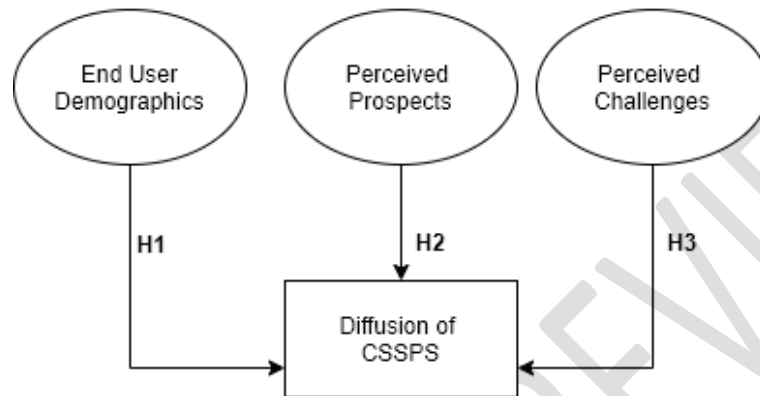 End User
Demographics
Perceived
Prospects
Perceived
Challenges
H1
H2
H3
Diffusion of
CSSPS